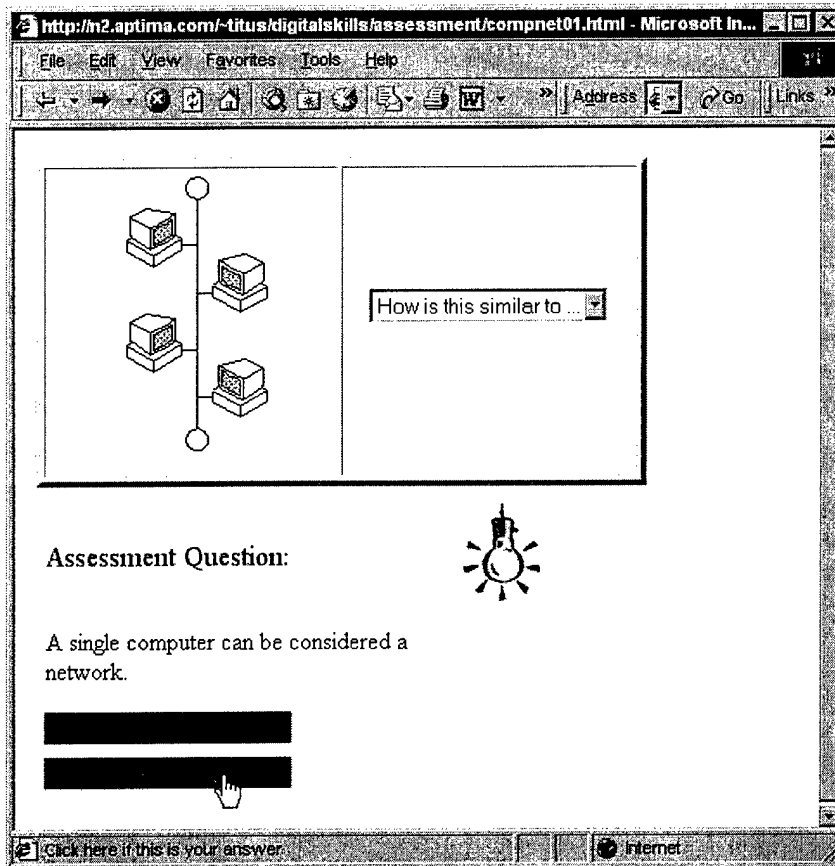 http://n2.aptima.com/~titus/digitalskills/assessment/compnet01.html - Microsoft In...
File Edit View Favorites Tools Help
» Address Go Links »
How is this similar to ...
Assessment Question:
A single computer can be considered a
network.
Click here if this is your answer
Internet